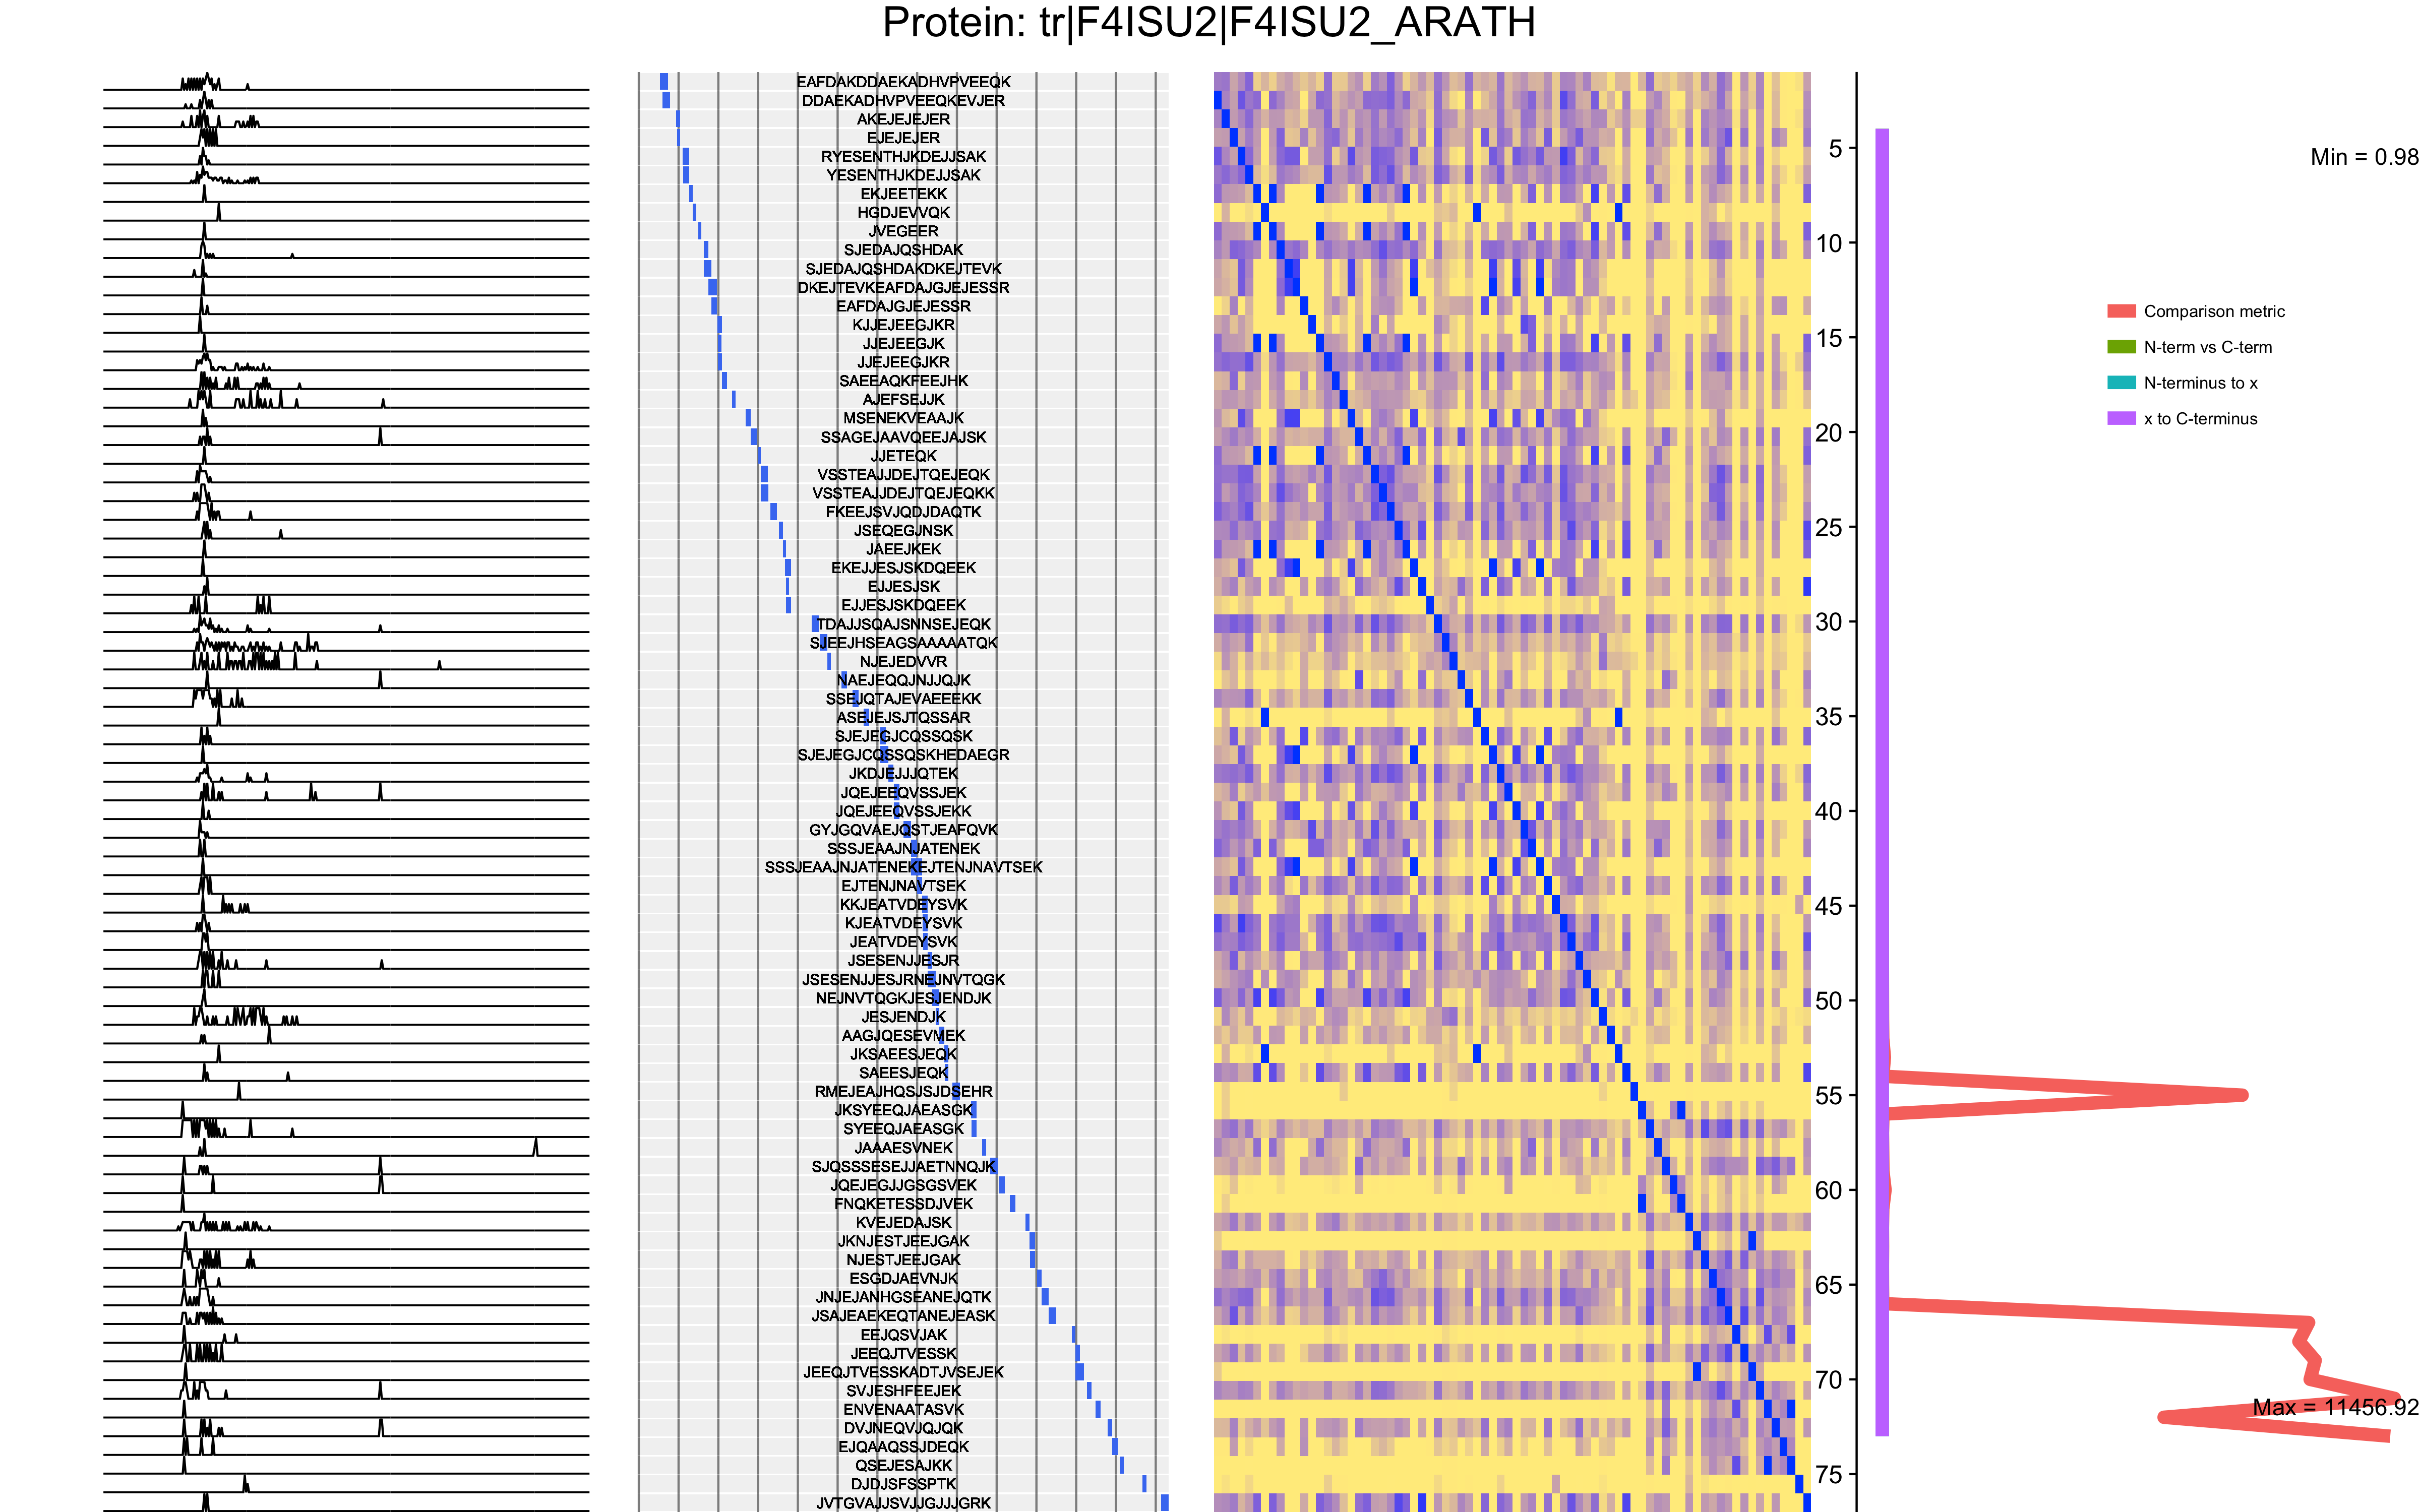 Protein: tr|F4ISU2|F4ISU2_ARATH
EAFDAKDDAEKADHVPVEEQK
DDAEKADHVPVEEQKEVJER
AKEJEJEJER
EJEJEJER
RYESENTHJKDEJJSAK
YESENTHJKDEJJSAK
EKJEETEKK
HGDJEVVQK
JVEGEER
SJEDAJQSHDAK
SJEDAJQSHDAKDKEJTEVK
DKEJTEVKEAFDAJGJEJESSR
EAFDAJGJEJESSR
KJJEJEEGJKR
JJEJEEGJK
JJEJEEGJKR
SAEEAQKFEEJHK
AJEFSEJJK
MSENEKVEAAJK
SSAGEJAAVQEEJAJSK
JJETEQK
VSSTEAJJDEJTQEJEQK
VSSTEAJJDEJTQEJEQKK
FKEEJSVJQDJDAQTK
JSEQEGJNSK
JAEEJKEK
EKEJJESJSKDQEEK
EJJESJSK
EJJESJSKDQEEK
TDAJJSQAJSNNSEJEQK
SJEEJHSEAGSAAAAATQK
NJEJEDVVR
NAEJEQQJNJJQJK
SSEJQTAJEVAEEEKK
ASEJEJSJTQSSAR
SJEJEGJCQSSQSK
SJEJEGJCQSSQSKHEDAEGR
JKDJEJJJQTEK
JQEJEEQVSSJEK
JQEJEEQVSSJEKK
GYJGQVAEJQSTJEAFQVK
SSSJEAAJNJATENEK
SSSJEAAJNJATENEKEJTENJNAVTSEK
EJTENJNAVTSEK
KKJEATVDEYSVK
KJEATVDEYSVK
JEATVDEYSVK
JSESENJJESJR
JSESENJJESJRNEJNVTQGK
NEJNVTQGKJESJENDJK
JESJENDJK
AAGJQESEVMEK
JKSAEESJEQK
SAEESJEQK
RMEJEAJHQSJSJDSEHR
JKSYEEQJAEASGK
SYEEQJAEASGK
JAAAESVNEK
SJQSSSESEJJAETNNQJK
JQEJEGJJGSGSVEK
FNQKETESSDJVEK
KVEJEDAJSK
JKNJESTJEEJGAK
NJESTJEEJGAK
ESGDJAEVNJK
JNJEJANHGSEANEJQTK
JSAJEAEKEQTANEJEASK
EEJQSVJAK
JEEQJTVESSK
JEEQJTVESSKADTJVSEJEK
SVJESHFEEJEK
ENVENAATASVK
DVJNEQVJQJQK
EJQAAQSSJDEQK
QSEJESAJKK
DJDJSFSSPTK
JVTGVAJJSVJJGJJJGRK
5
10
15
20
25
30
35
40
45
50
55
60
65
70
75
Min = 0.98
Comparison metric
N-term vs C-term
N-terminus to x
x to C-terminus
Max = 11456.92